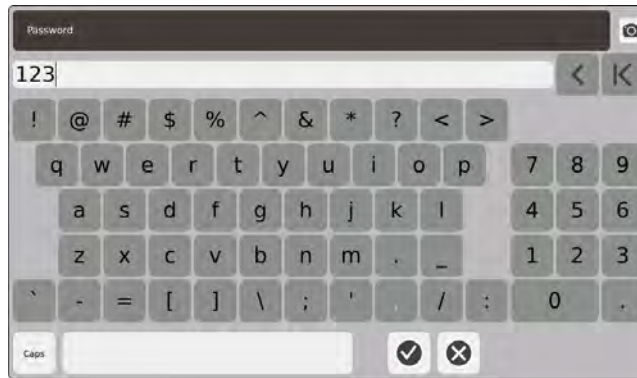 Password
123
! @ # $ % ^ & * ? < >
q w e r t y u i o p 7 8 9
a s d f g h j k l 4 5 6
z x c v b n m . _ 1 2 3
` - = [ ] \ ; ' , / : 0 .
Caps